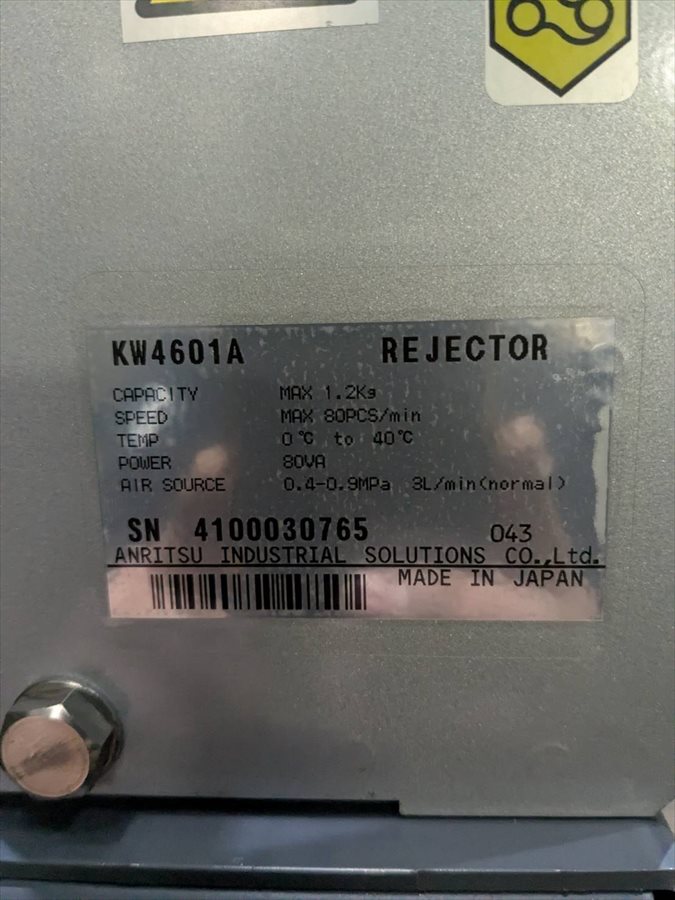 KW4601A REJECTOR
CAPACITY MAX 1.2Kg
SPEED MAX 80PCS/min
TEMP 0°C to 40°C
POWER 80VA
AIR SOURCE 0.4-0.9MPa 3L/min(normal)
SN 4100030765 043
ANRITSU INDUSTRIAL SOLUTIONS CO.,Ltd.
MADE IN JAPAN